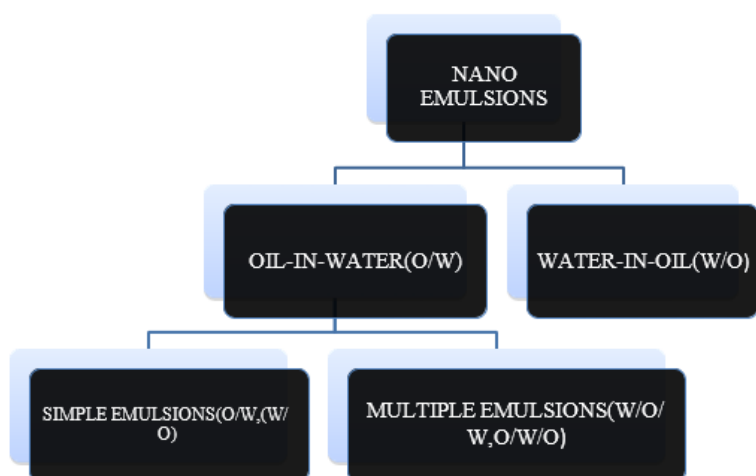 NANO
EMULSIONS
OIL-IN-WATER(O/W)
WATER-IN-OIL(W/O)
SIMPLE EMULSIONS(O/W,(W/
O)
MULTIPLE EMULSIONS(W/O/
W,O/W/O)